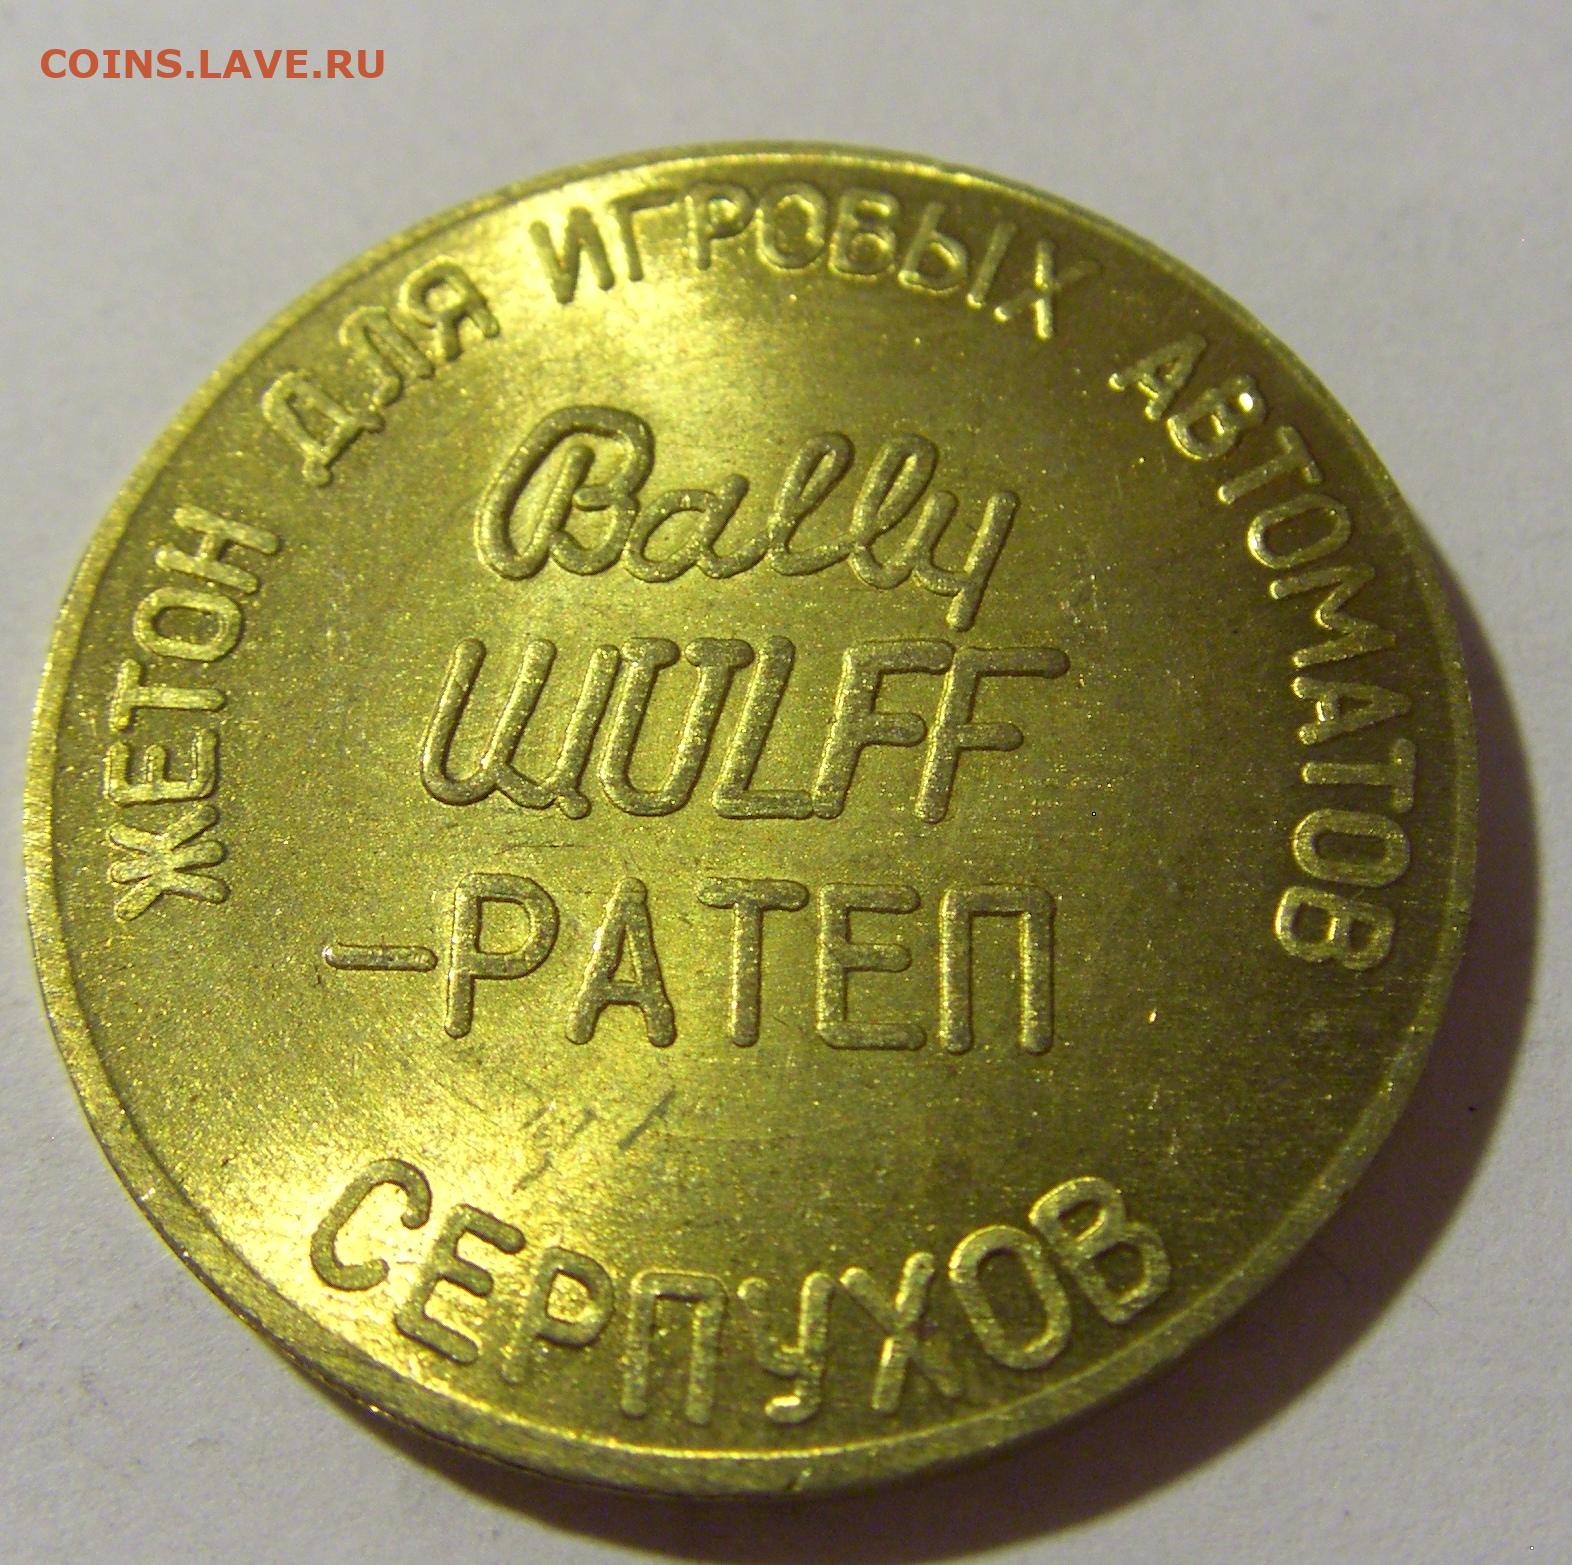 COINS.LAVE.RU
ЖЕТОН ДЛЯ ИГРОВЫХ АВТОМАТОВ
Bally
WULFF
-РАТЕП
СЕРПУХОВ